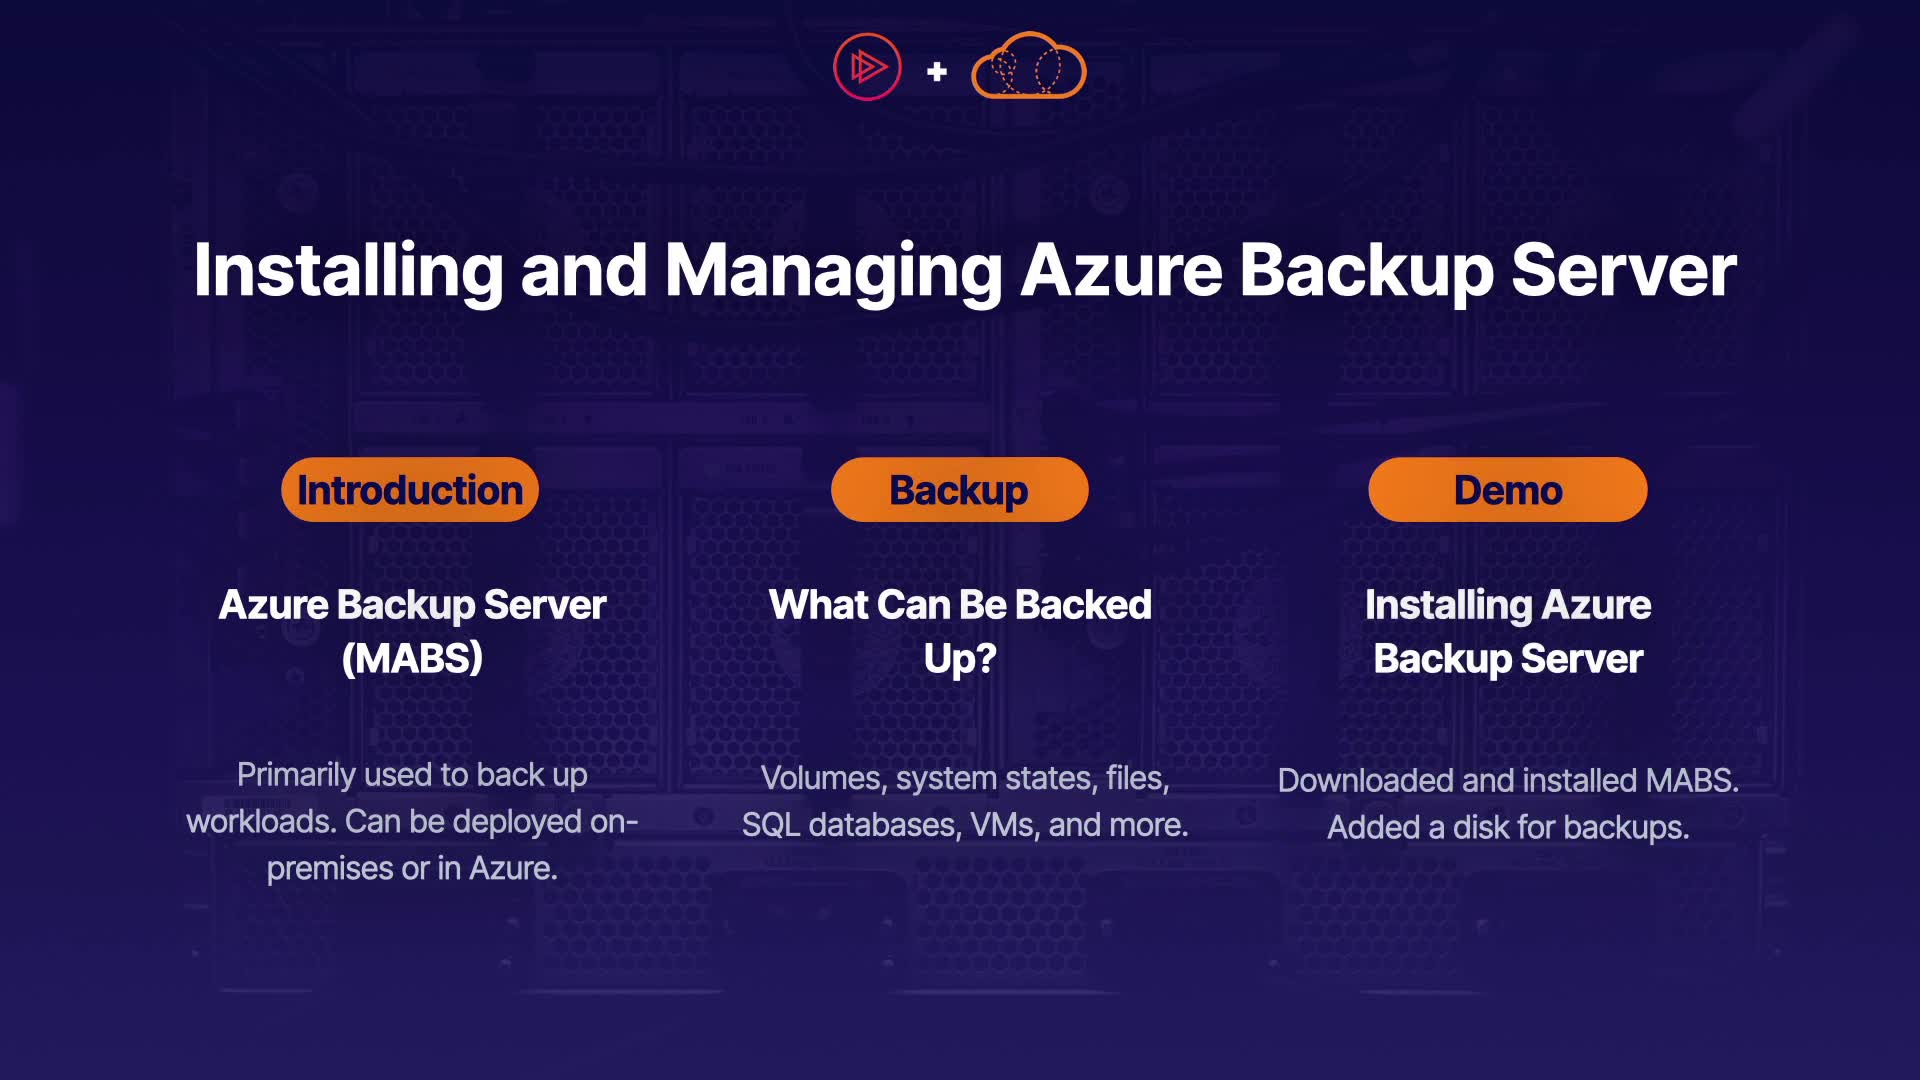 Installing and Managing Azure Backup Server
Introduction
Azure Backup Server
(MABS)
Primarily used to back up
workloads. Can be deployed on-
premises or in Azure.
Backup
What Can Be Backed
Up?
Volumes, system states, files,
SQL databases, VMs, and more.
Demo
Installing Azure
Backup Server
Downloaded and installed MABS.
Added a disk for backups.